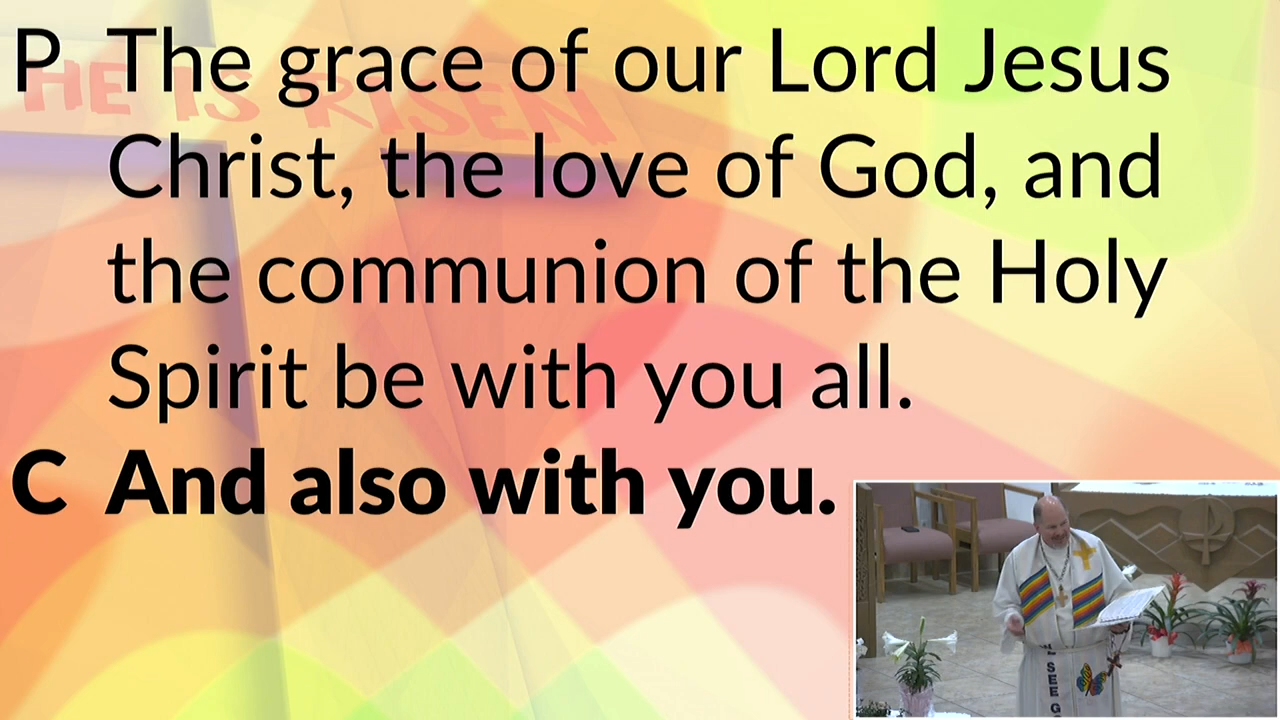 HE IS RISEN
P The grace of our Lord Jesus
Christ, the love of God, and
the communion of the Holy
Spirit be with you all.
C And also with you.
SEE